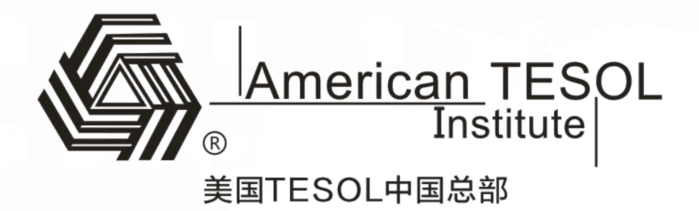 American TESOL
Institute
®
美国TESOL中国总部